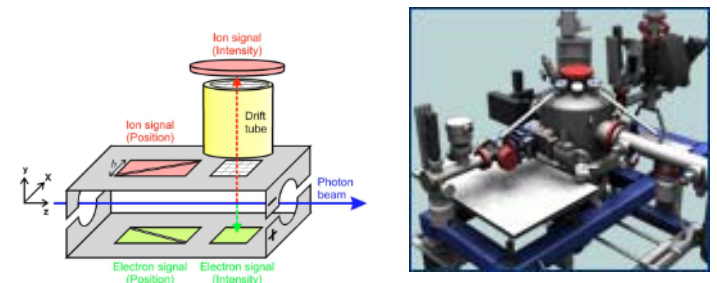 Ion signal
(Intensity)
Ion signal
(Position)
Drift
tube
b
y
x
z
Photon
beam
Electron signal
(Position)
Electron signal
(Intensity)